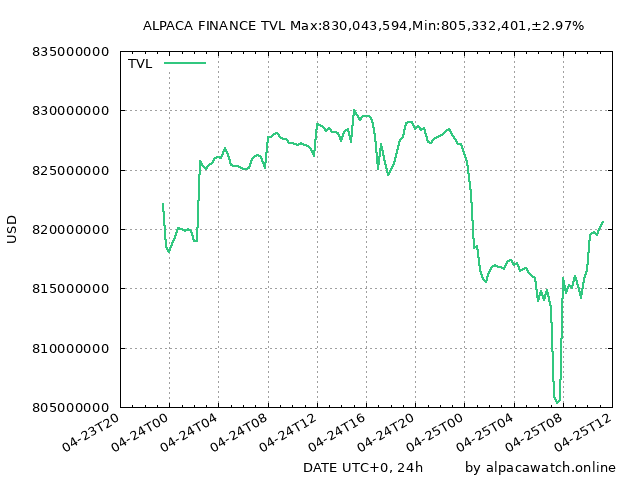 ALPACA FINANCE TVL Max:830,043,594,Min:805,332,401,±2.97%
835000000
TVL
830000000
825000000
820000000
USD
815000000
810000000
805000000
04-23T20
04-24T00
04-24T04
04-24T08
04-24T12
04-24T16
04-24T20
04-25T00
04-25T04
04-25T08
04-25T12
DATE UTC+0, 24h
by alpacawatch.online